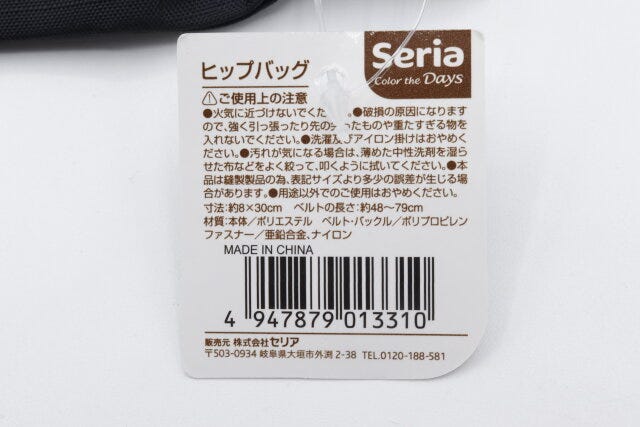 Seria
Color the Days
ヒップバッグ
⚠ご使用上の注意
●火気に近づけないでください。●破損の原因になります
ので、強く引っ張ったり先の尖ったものや重たすぎる物を
入れないでください。●洗濯及びアイロン掛けはおやめく
ださい。●汚れが気になる場合は、薄めた中性洗剤を湿ら
せた布などをよく絞って、叩くように拭いてください。●本
品は縫製製品の為、表記サイズより多少の誤差が生じる場
合があります。●用途以外でのご使用はおやめください。
寸法:約8×30cm ベルトの長さ:約48〜79cm
材質:本体/ポリエステル ベルト・バックル/ポリプロピレン
ファスナー/亜鉛合金、ナイロン
MADE IN CHINA
4 947879 013310
販売元 株式会社セリア
〒503-0934 岐阜県大垣市外渕 2-38 TEL.0120-188-581